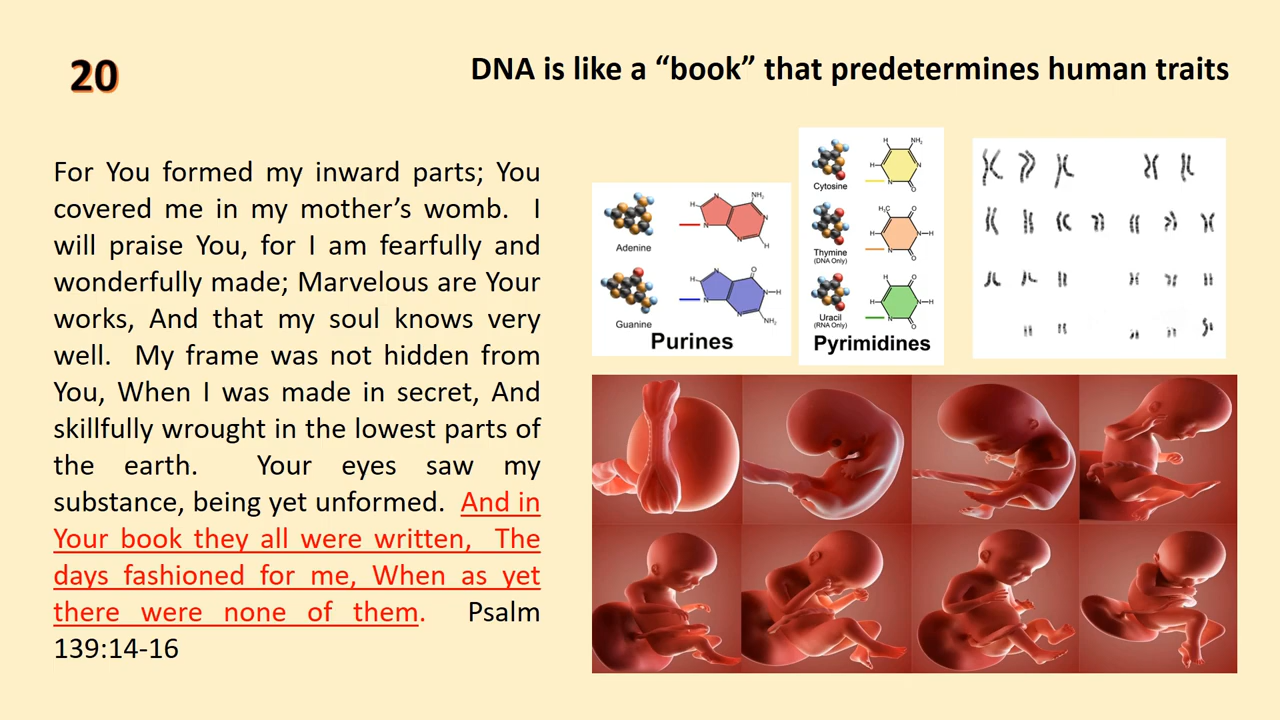 20
DNA is like a “book” that predetermines human traits
For You formed my inward parts; You
covered me in my mother’s womb. I
will praise You, for I am fearfully and
wonderfully made; Marvelous are Your
works, And that my soul knows very
well. My frame was not hidden from
You, When I was made in secret, And
skillfully wrought in the lowest parts of
the earth. Your eyes saw my
substance, being yet unformed. And in
Your book they all were written, The
days fashioned for me, When as yet
there were none of them. Psalm
139:14-16
Adenine
NH₂
H
N
N
N
N
H
Guanine
O
H
N
N
N
N
H
NH₂
Purines
Cytosine
H
NH₂
H
N
N
O
Thymine
(DNA Only)
H₃C
O
H
N
H
N
O
Uracil
(RNA Only)
H
O
H
N
H
N
O
Pyrimidines